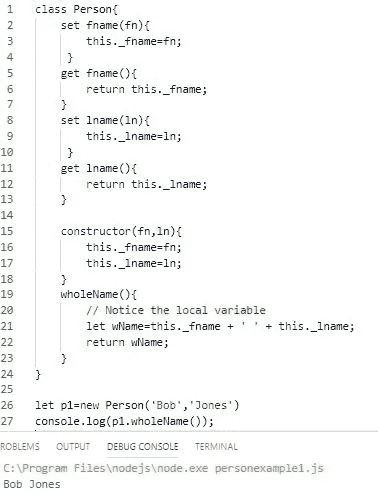 1 class Person{
2 set fname(fn){
3 this._fname=fn;
4 }
5 get fname(){
6 return this._fname;
7 }
8 set lname(ln){
9 this._lname=ln;
10 }
11 get lname(){
12 return this._lname;
13 }
14
15 constructor(fn,ln){
16 this._fname=fn;
17 this._lname=ln;
18 }
19 wholeName(){
20 // Notice the local variable
21 let wName=this._fname + ' ' + this._lname;
22 return wName;
23 }
24 }
25
26 let p1=new Person('Bob','Jones')
27 console.log(p1.wholeName());
ROBLEMS OUTPUT DEBUG CONSOLE TERMINAL
C:\Program Files\nodejs\node.exe personexample1.js
Bob Jones